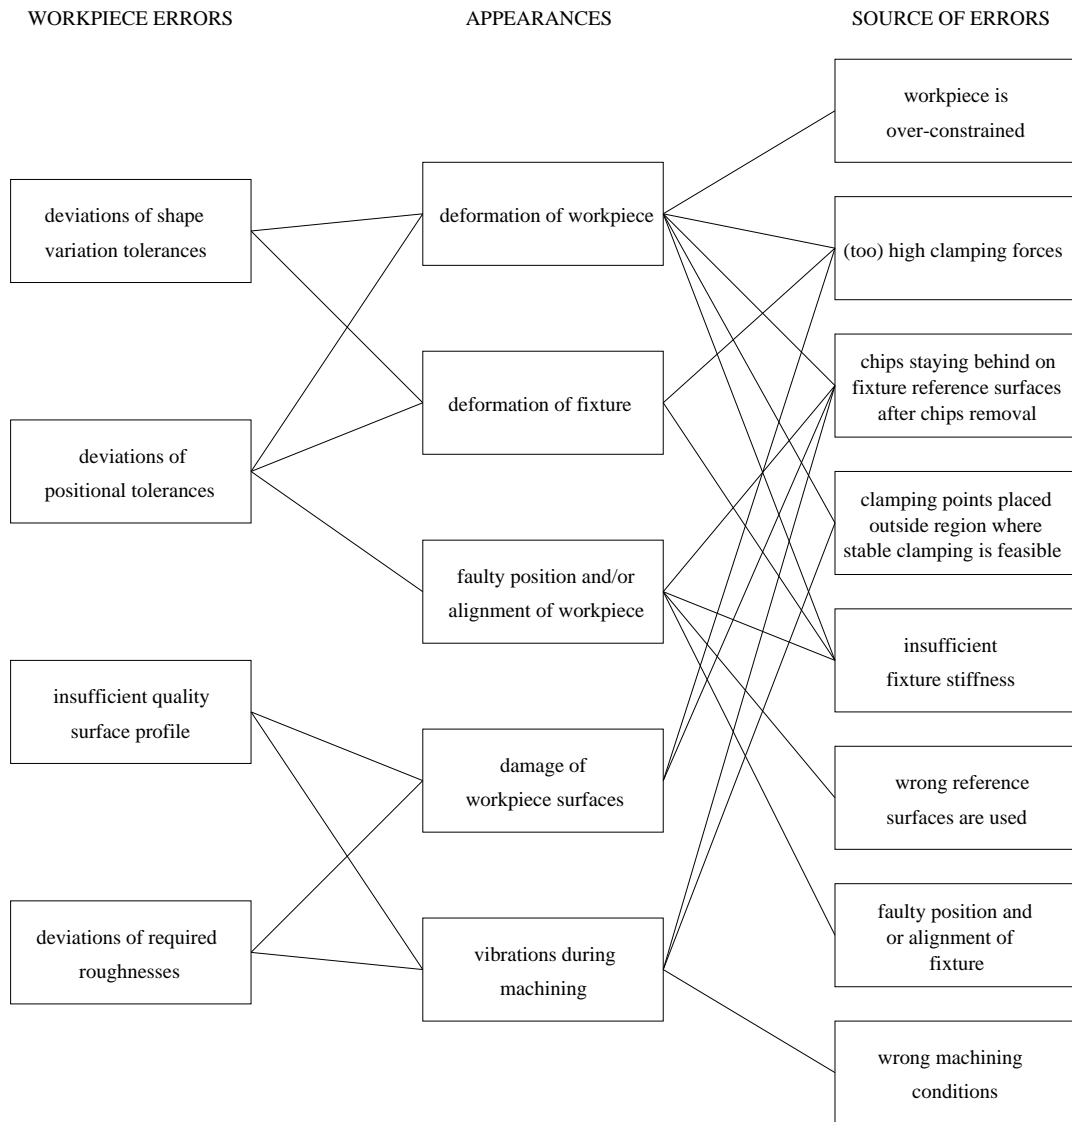 WORKPIECE ERRORS
APPEARANCES
SOURCE OF ERRORS
deviations of shape
variation tolerances
deviations of
positional tolerances
insufficient quality
surface profile
deviations of required
roughnesses
deformation of workpiece
deformation of fixture
faulty position and/or
alignment of workpiece
damage of
workpiece surfaces
vibrations during
machining
workpiece is
over-constrained
(too) high clamping forces
chips staying behind on
fixture reference surfaces
after chips removal
clamping points placed
outside region where
stable clamping is feasible
insufficient
fixture stiffness
wrong reference
surfaces are used
faulty position and
or alignment of
fixture
wrong machining
conditions